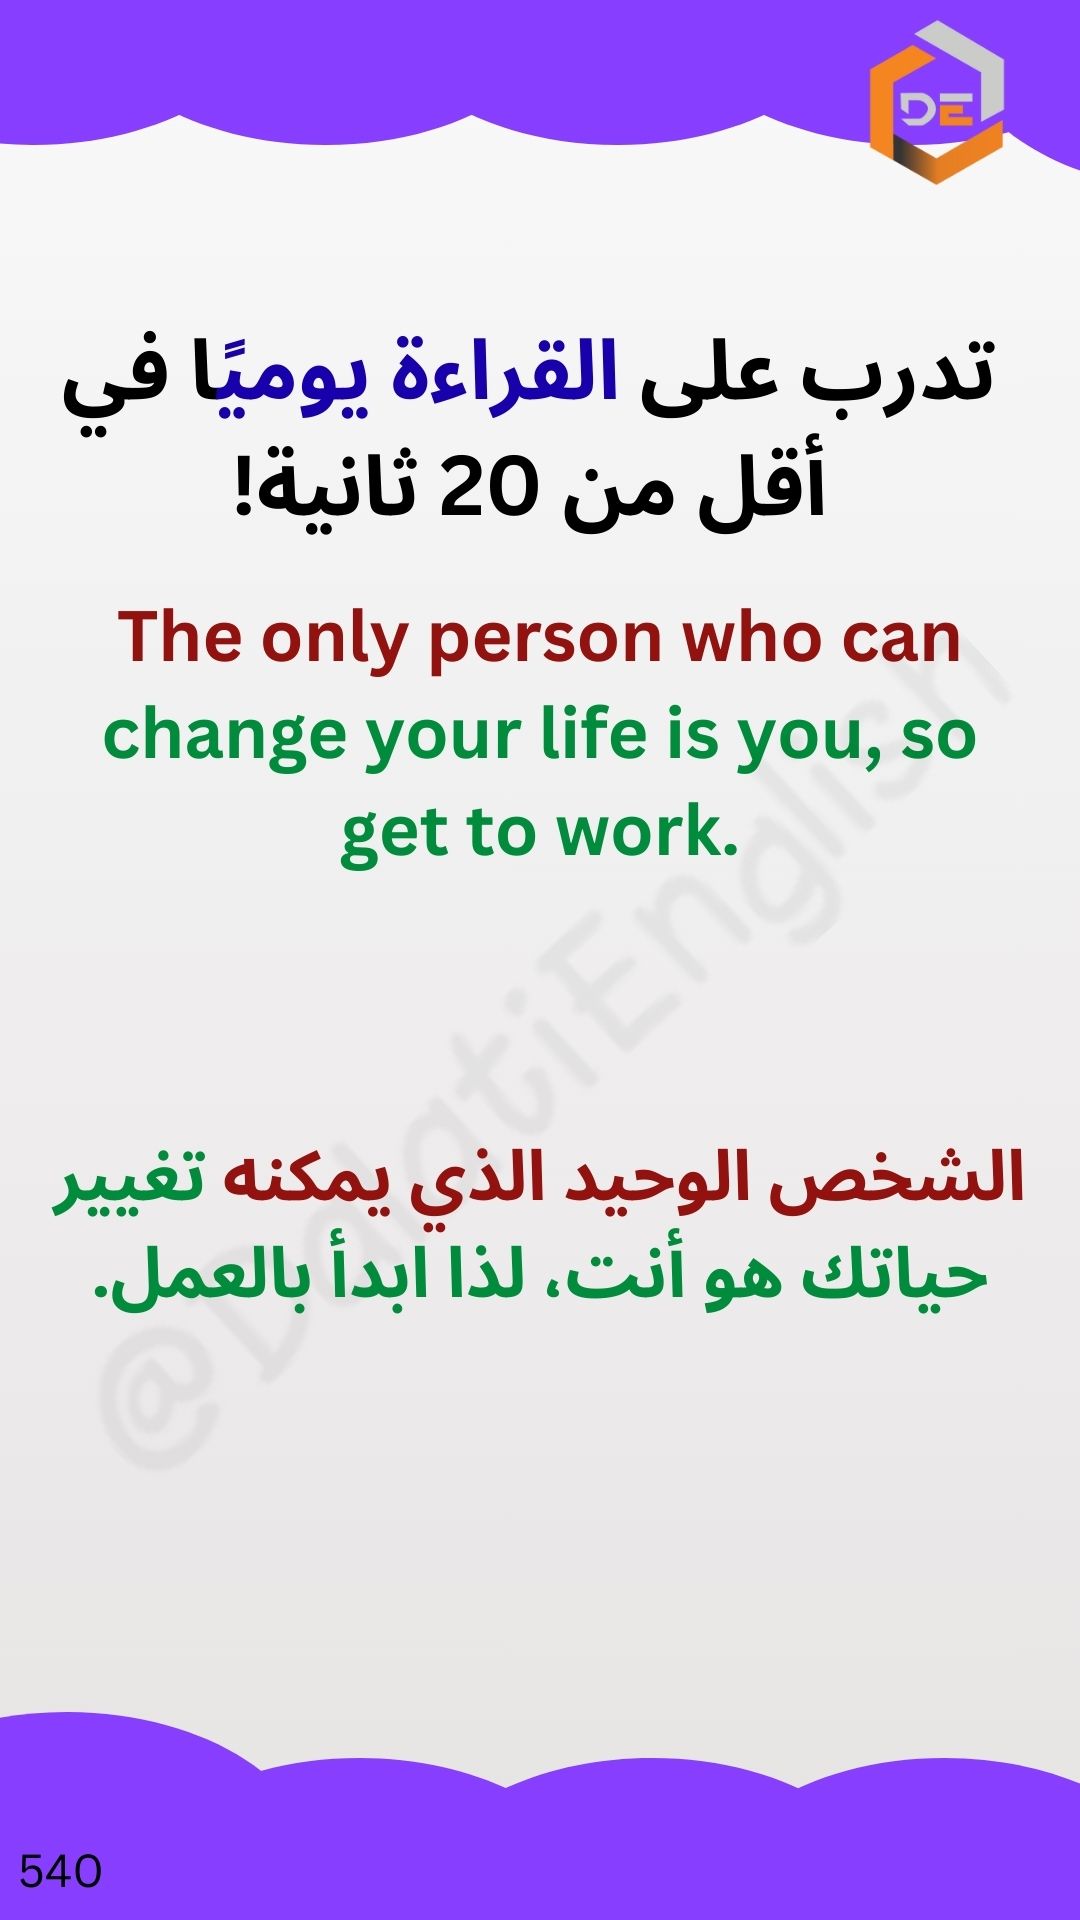 DE
تدرب على القراءة يوميًا في
أقل من 20 ثانية!
The only person who can
change your life is you, so
get to work.
الشخص الوحيد الذي يمكنه تغيير
حياتك هو أنت، لذا ابدأ بالعمل.
@DalatiEnglish
540